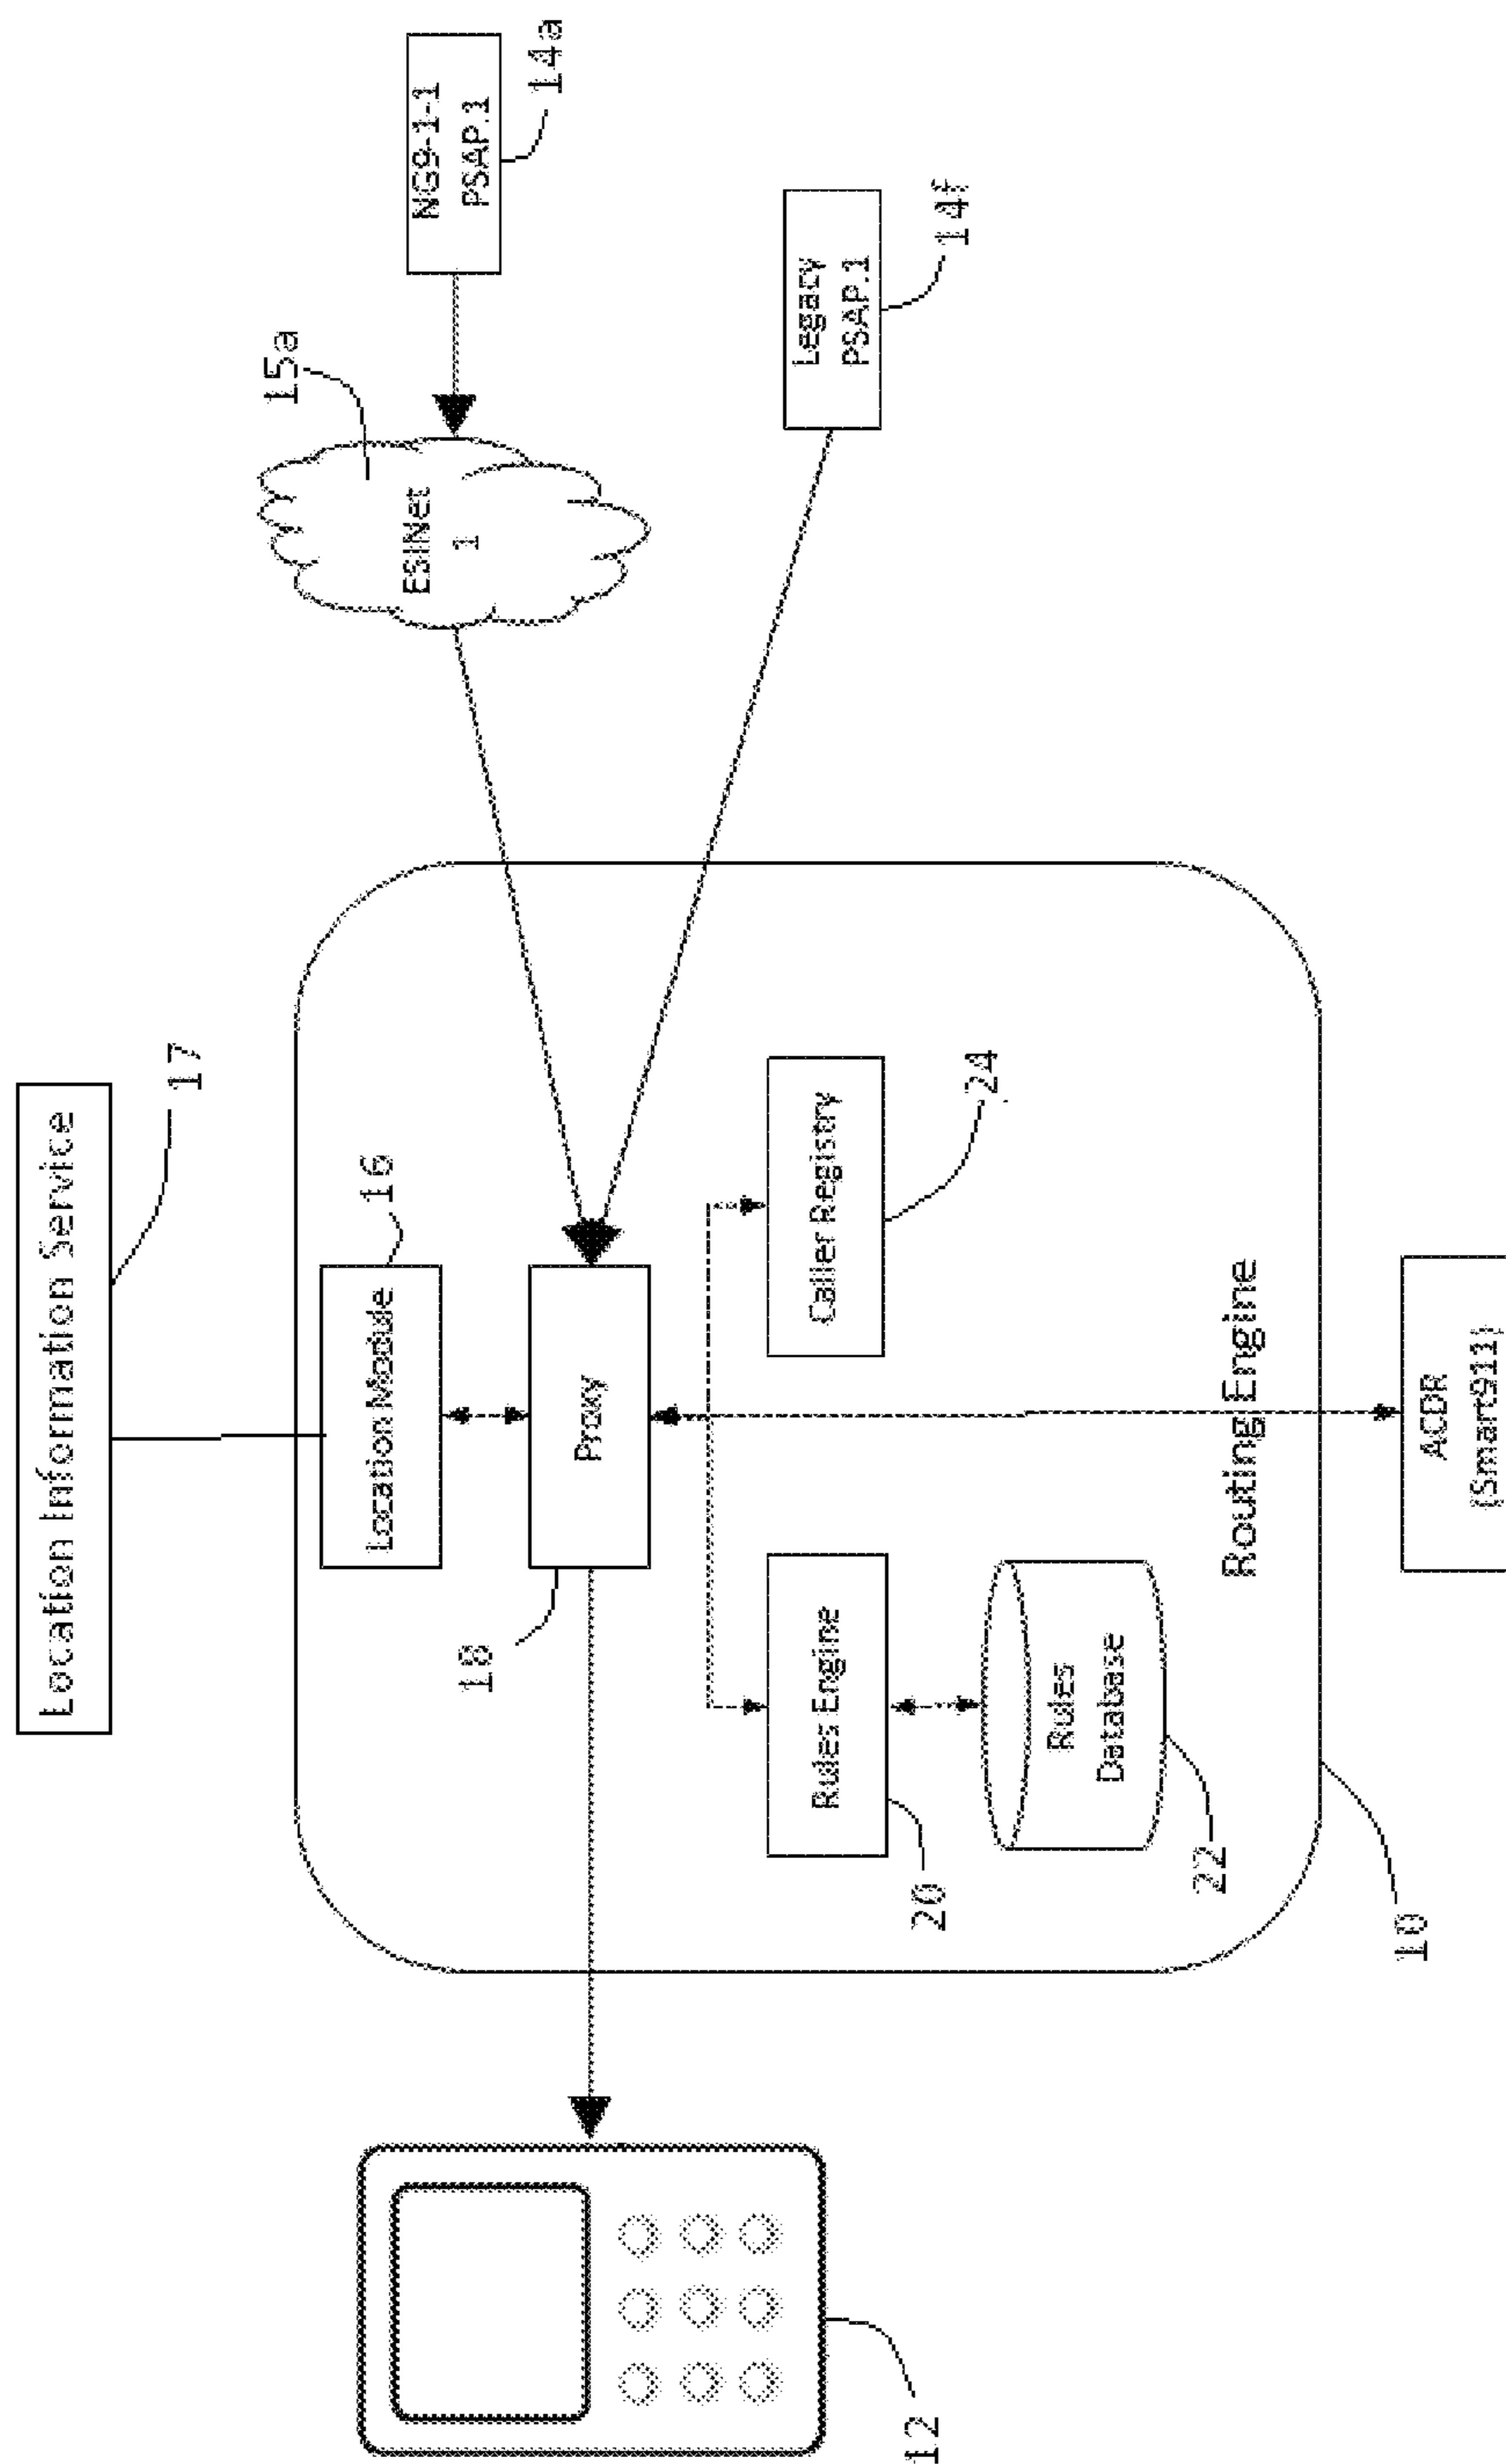 Location Information Service
17
Location Module
16
15a
ESINet
1
NG9-1-1
PSAP.1
14a
18
Proxy
Legacy
PSAP.1
14f
Rules Engine
Caller Registry
20
24
Rules
Database
22
12
Routing Engine
10
ACDR
(Smart911)